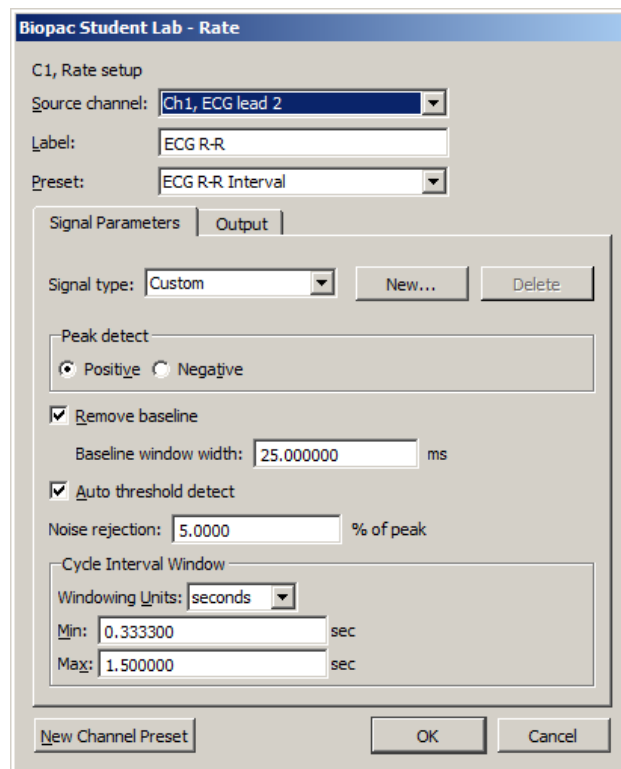 Biopac Student Lab - Rate
C1, Rate setup
Source channel: Ch1, ECG lead 2
Label: ECG R-R
Preset: ECG R-R Interval
Signal Parameters Output
Signal type: Custom New... Delete
Peak detect
Positive Negative
Remove baseline
Baseline window width: 25.000000 ms
Auto threshold detect
Noise rejection: 5.0000 % of peak
Cycle Interval Window
Windowing Units: seconds
Min: 0.333300 sec
Max: 1.500000 sec
New Channel Preset OK Cancel